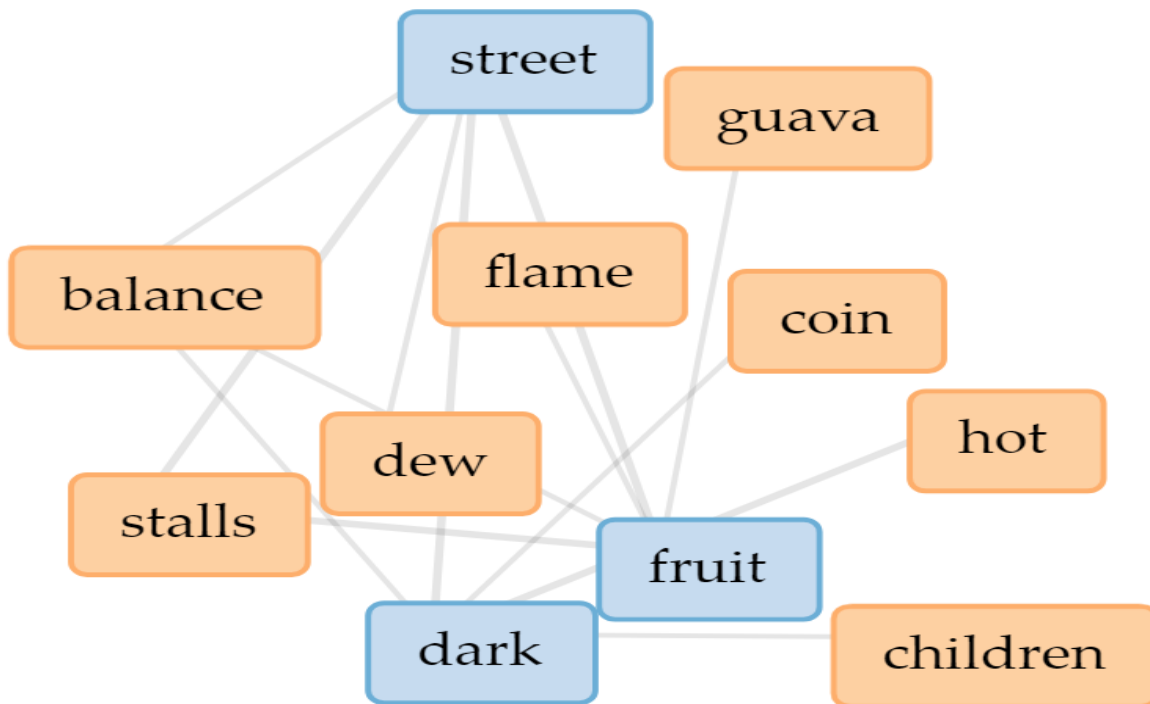 street
guava
flame
balance
coin
hot
dew
stalls
fruit
dark
children